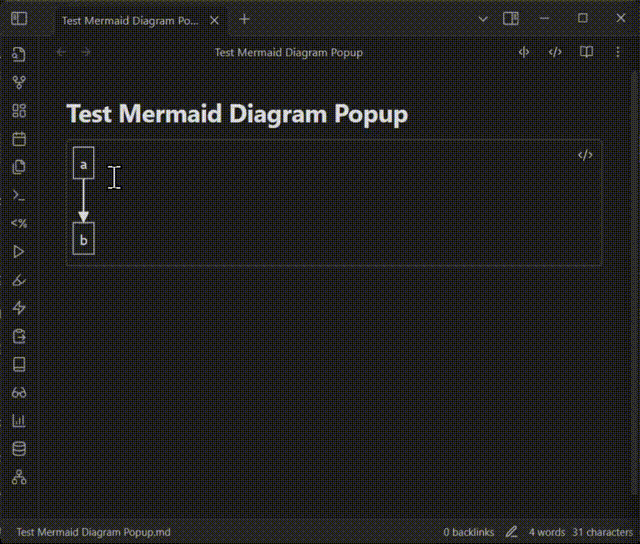 Test Mermaid Diagram Po...
Test Mermaid Diagram Popup
Test Mermaid Diagram Popup
a
b
</>
</>
>_
<%
Test Mermaid Diagram Popup.md
0 backlinks
4 words
31 characters